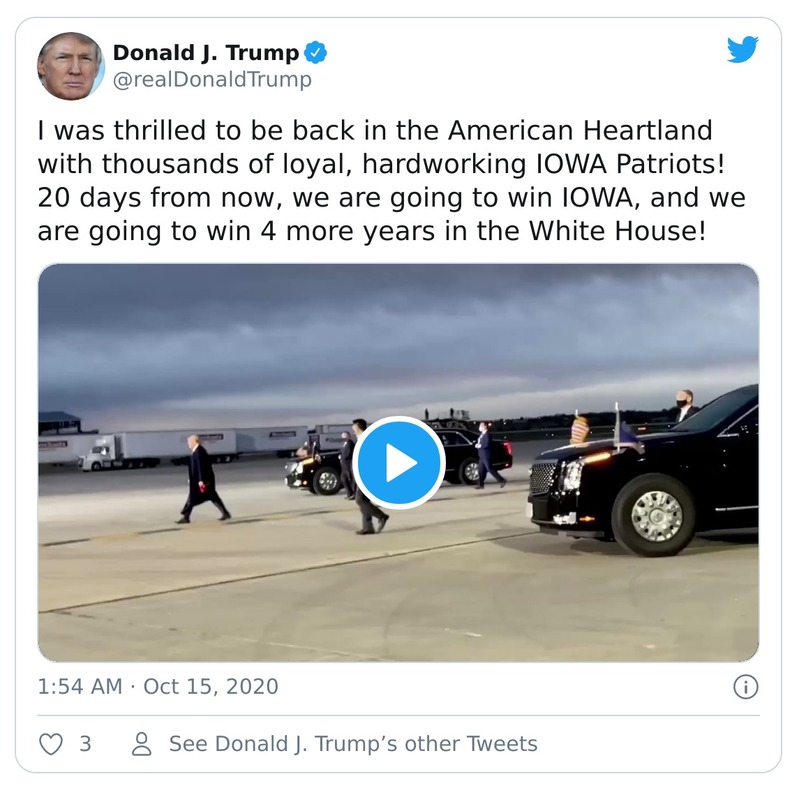 Donald J. Trump
@realDonaldTrump
I was thrilled to be back in the American Heartland
with thousands of loyal, hardworking IOWA Patriots!
20 days from now, we are going to win IOWA, and we
are going to win 4 more years in the White House!
1:54 AM · Oct 15, 2020
3
See Donald J. Trump’s other Tweets